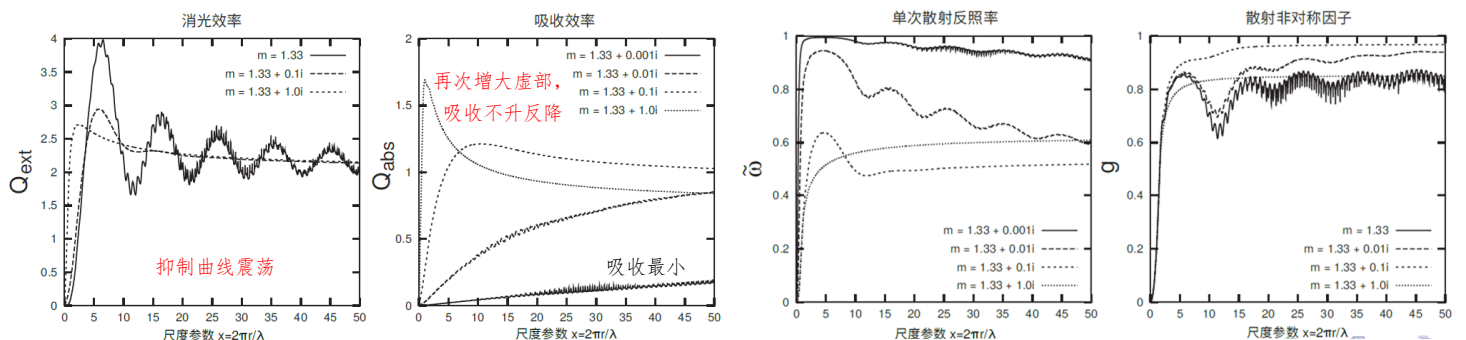 消光效率
Q_ext
4
3.5
3
2.5
2
1.5
1
0.5
0
m = 1.33
m = 1.33 + 0.1i
m = 1.33 + 1.0i
抑制曲线震荡
0 5 10 15 20 25 30 35 40 45 50
尺度参数 x=2πr/λ
吸收效率
Q_abs
2
1.5
1
0.5
0
m = 1.33 + 0.001i
m = 1.33 + 0.01i
m = 1.33 + 0.1i
m = 1.33 + 1.0i
再次增大虚部，
吸收不升反降
吸收最小
0 5 10 15 20 25 30 35 40 45 50
尺度参数 x=2πr/λ
单次散射反照率
ω̃
1
0.8
0.6
0.4
0.2
0
m = 1.33 + 0.001i
m = 1.33 + 0.01i
m = 1.33 + 0.1i
m = 1.33 + 1.0i
0 5 10 15 20 25 30 35 40 45 50
尺度参数 x=2πr/λ
散射非对称因子
g
1
0.8
0.6
0.4
0.2
0
m = 1.33
m = 1.33 + 0.01i
m = 1.33 + 0.1i
m = 1.33 + 1.0i
0 5 10 15 20 25 30 35 40 45 50
尺度参数 x=2πr/λ